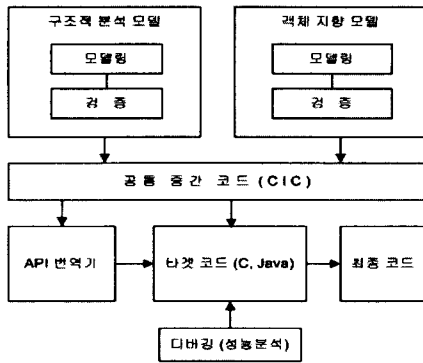 구조적 분석 모델
모델링
검 증
객체 지향 모델
모델링
검 증
공통 중간 코드 (CIC)
API 번역기
타겟 코드 (C, Java)
최종 코드
디버깅 (성능분석)